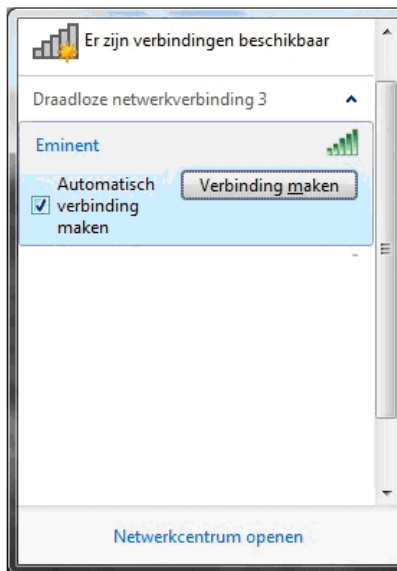 Er zijn verbindingen beschikbaar
Draadloze netwerkverbinding 3
Eminent
Automatisch
verbinding
maken
Verbinding maken
Netwerkcentrum openen